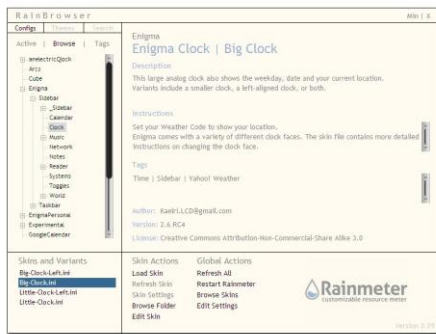 RainBrowser
Min | X
Configs Themes Search
Active | Browse | Tags
anelectricQlock
Arcs
Cube
Enigma
Sidebar
_Sidebar
Calendar
Clock
Music
Network
Notes
Reader
Systems
Toggles
World
Taskbar
EnigmaPersonal
Experimental
GoogleCalendar
Enigma
Enigma Clock | Big Clock
Description
This large analog clock also shows the weekday, date and your current location.
Variants include a smaller clock, a left-aligned clock, or both.
Instructions
Set your Weather Code to show your location.
Enigma comes with a variety of different clock faces. The skin file contains more detailed
instructions on changing the clock face.
Tags
Time | Sidebar | Yahoo! Weather
Author: Kaelri.LCD@gmail.com
Version: 2.6 RC4
License: Creative Commons Attribution-Non-Commercial-Share Alike 3.0
Skins and Variants
Big-Clock-Left.ini
Big-Clock.ini
Little-Clock-Left.ini
Little-Clock.ini
Skin Actions
Load Skin
Refresh Skin
Skin Settings
Browse Folder
Edit Skin
Global Actions
Refresh All
Restart Rainmeter
Browse Skins
Edit Settings
Rainmeter
customizable resource meter